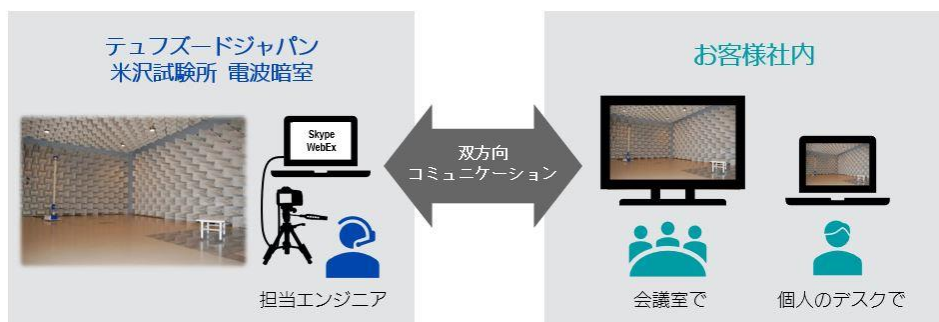 テュフズードジャパン
米沢試験所 電波暗室
Skype
WebEx
担当エンジニア
双方向
コミュニケーション
お客様社内
会議室で
個人のデスクで